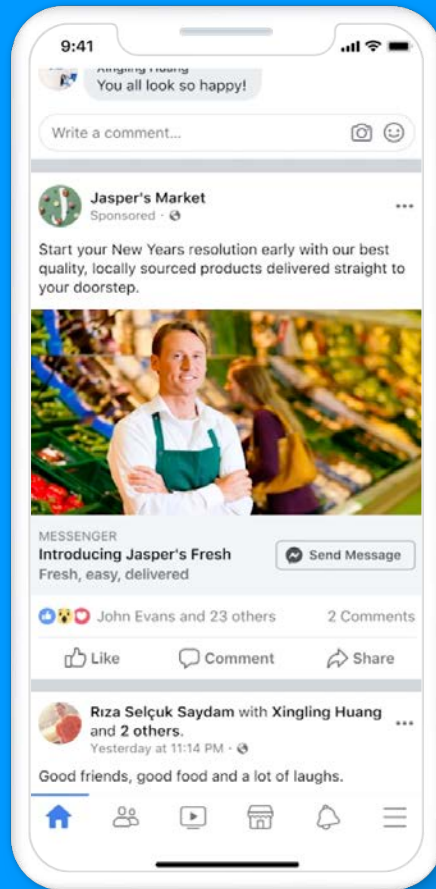 9:41
Xingling Huang
You all look so happy!
Write a comment...
Jasper's Market
Sponsored ·
Start your New Years resolution early with our best
quality, locally sourced products delivered straight to
your doorstep.
MESSENGER
Introducing Jasper's Fresh
Fresh, easy, delivered
Send Message
John Evans and 23 others
2 Comments
Like
Comment
Share
Rıza Selçuk Saydam with Xingling Huang
and 2 others.
Yesterday at 11:14 PM ·
Good friends, good food and a lot of laughs.